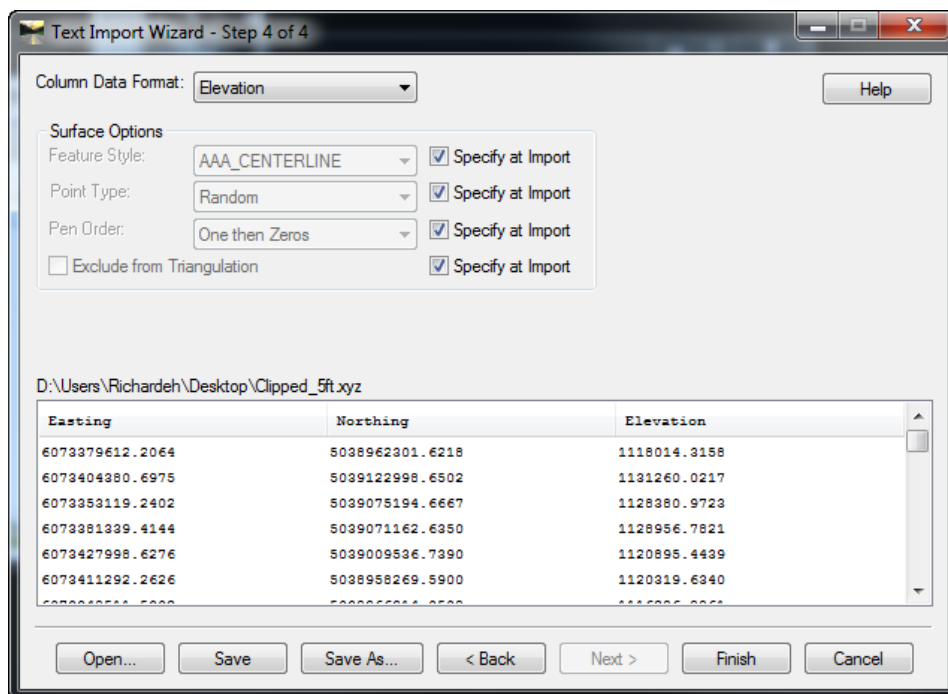 Text Import Wizard - Step 4 of 4
Column Data Format: Elevation Help
Surface Options
Feature Style: AAA_CENTERLINE Specify at Import
Point Type: Random Specify at Import
Pen Order: One then Zeros Specify at Import
Exclude from Triangulation Specify at Import
D:\Users\Richardeh\Desktop\Clipped_5ft.xyz
Easting Northing Elevation
6073379612.2064 5038962301.6218 1118014.3158
6073404380.6975 5039122998.6502 1131260.0217
6073353119.2402 5039075194.6667 1128380.9723
6073381339.4144 5039071162.6350 1128956.7821
6073427998.6276 5039009536.7390 1120895.4439
6073411292.2626 5038958269.5900 1120319.6340
Open... Save Save As... < Back Next > Finish Cancel